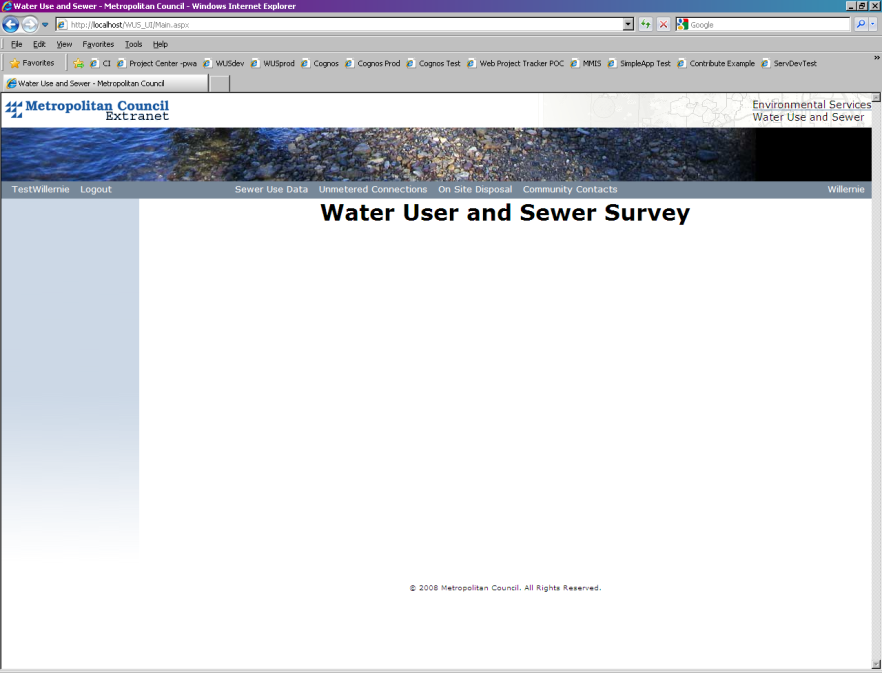 Water Use and Sewer - Metropolitan Council - Windows Internet Explorer
http://localhost/WUS_UI/Main.aspx Google
File Edit View Favorites Tools Help
Favorites CI Project Center -pwa WUSdev WUSprod Cognos Cognos Prod Cognos Test Web Project Tracker POC MMIS SimpleApp Test Contribute Example ServDevTest »
Water Use and Sewer - Metropolitan Council
Metropolitan Council
Extranet
Environmental Services
Water Use and Sewer
TestWillernie Logout Sewer Use Data Unmetered Connections On Site Disposal Community Contacts Willernie
Water User and Sewer Survey
© 2008 Metropolitan Council. All Rights Reserved.